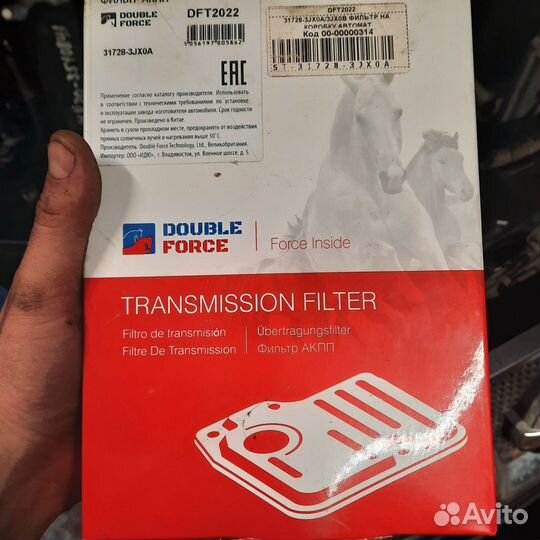 ФИЛЬТР АКПП
DOUBLE
FORCE
DFT2022
31728-3JX0A
5056197805862
EAC
Применение согласно каталогу производителя. Использовать
в соответствии с техническими требованиями по установке
и эксплуатации завода-изготовителя автомобиля. Срок годности
не ограничен. Произведено в Китае.
Хранить в сухом прохладном месте, предохранять от воздействия
прямых солнечных лучей и нагревания выше 30°С.
Производитель: Double Force Technology, Ltd., Великобритания.
Импортер: ООО «ИДЮ», г. Владивосток, ул. Военное шоссе, д. 5.
DFT2022
31728-3JX0A/3JX0B ФИЛЬТР НА
КОРОБКУ АВТОМАТ
Код 00-00000314
ST-31728-3JX0A
DOUBLE
FORCE
Force Inside
TRANSMISSION FILTER
Filtro de transmisión
Übertragungsfilter
Filtre De Transmission
Фильтр АКПП
Avito